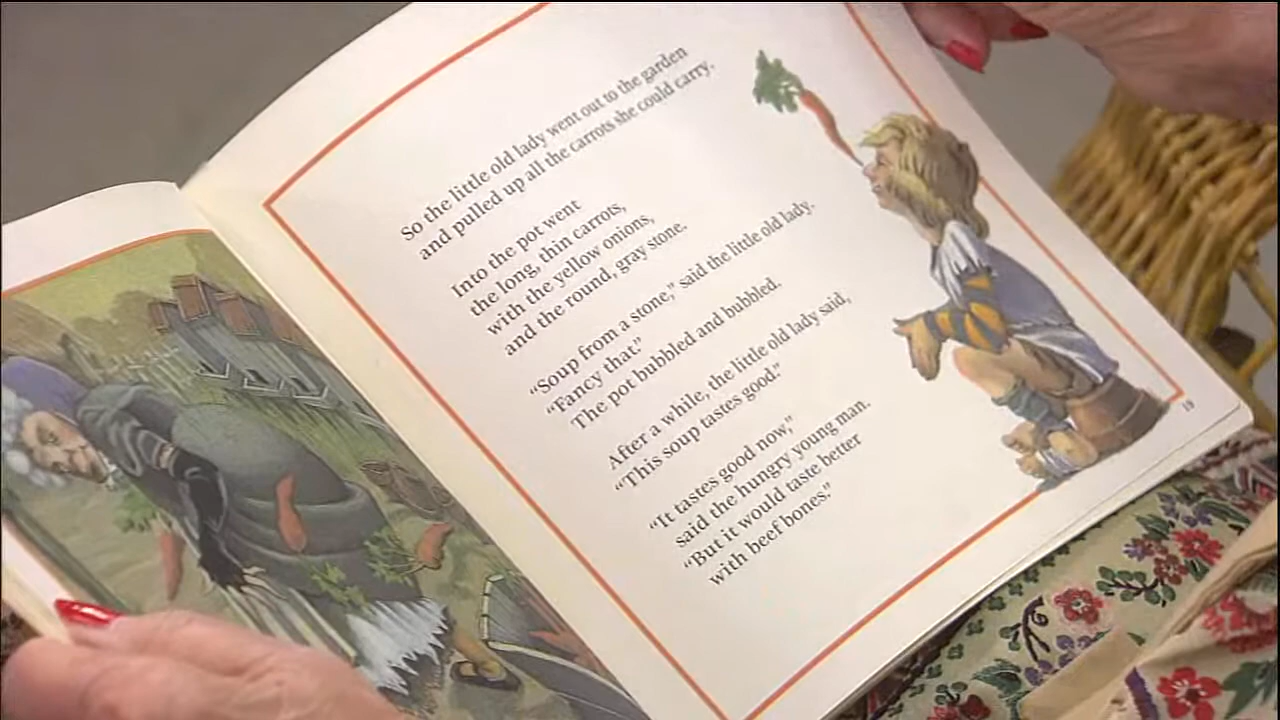 So the little old lady went out to the garden
and pulled up all the carrots she could carry.
Into the pot went
the long, thin carrots,
with the yellow onions,
and the round, gray stone.
“Soup from a stone,” said the little old lady.
“Fancy that.”
The pot bubbled and bubbled.
After a while, the little old lady said,
“This soup tastes good.”
“It tastes good now,”
said the hungry young man.
“But it would taste better
with beef bones.”
19